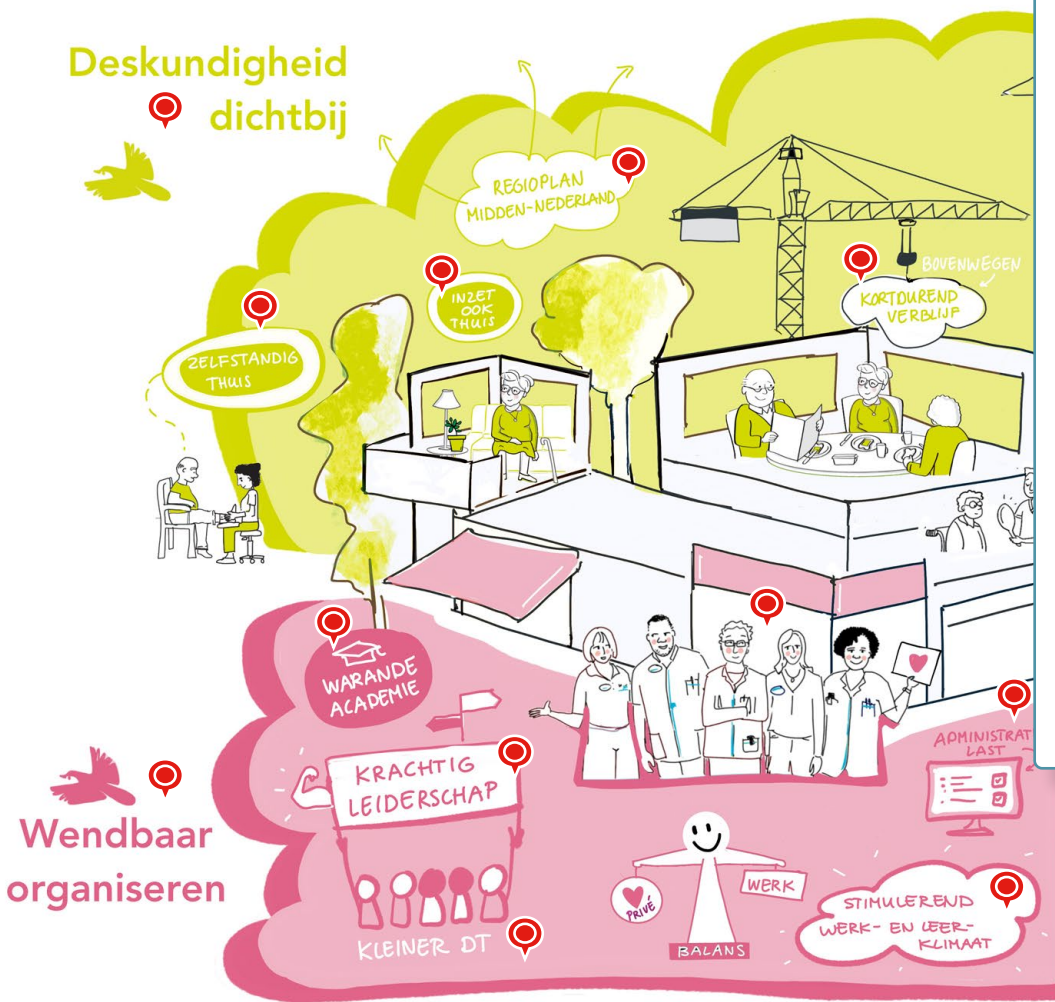 Deskundigheid
dichtbij
REGIOPLAN
MIDDEN-NEDERLAND
INZET
OOK
THUIS
BOVENWEGEN
KORTDUREND
VERBLIJF
ZELFSTANDIG
THUIS
WARANDE
ACADEMIE
KRACHTIG
LEIDERSCHAP
ADMINISTRAT
LAST
Wendbaar
organiseren
KLEINER DT
PRIVÉ
WERK
BALANS
STIMULEREND
WERK- EN LEER-
KLIMAAT